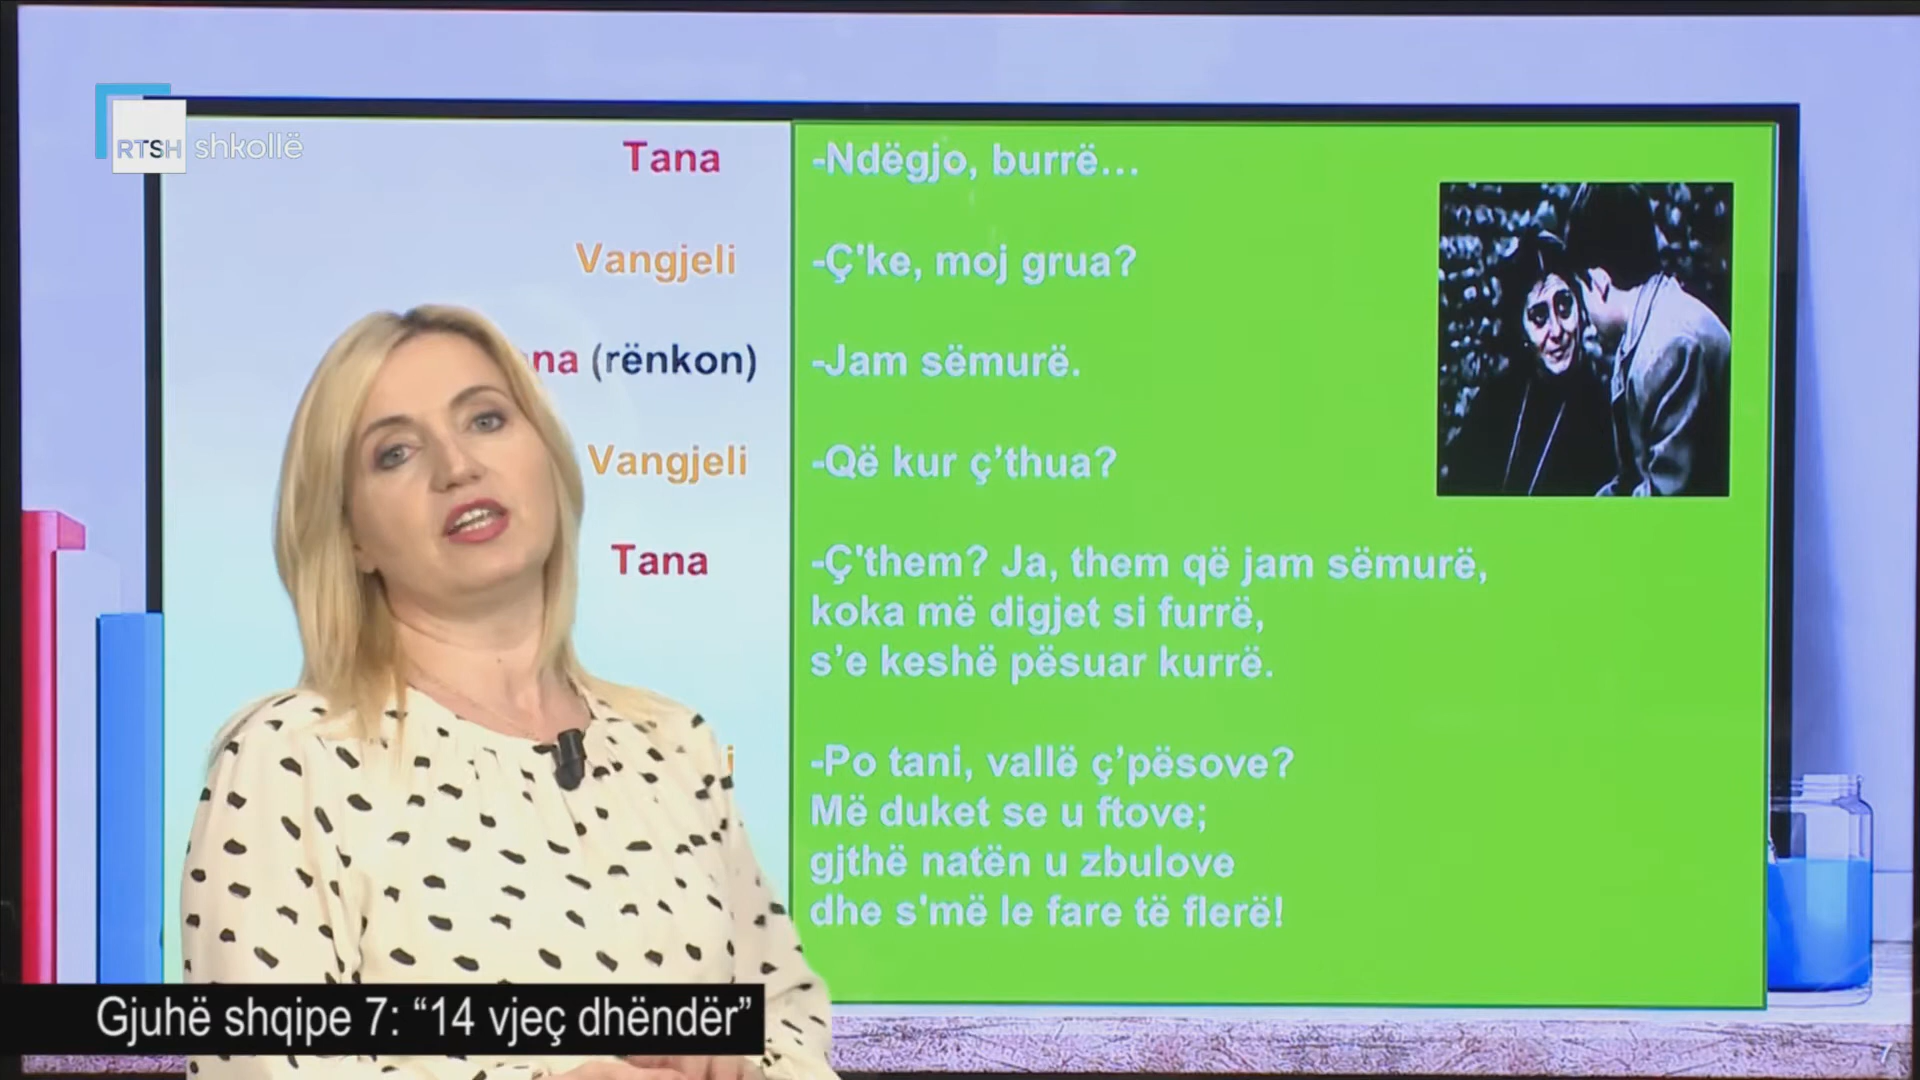 RTSH shkollë
Tana
-Ndëgjo, burrë...
Vangjeli
-Ç'ke, moj grua?
(rënkon)
-Jam sëmurë.
Vangjeli
-Që kur ç’thua?
Tana
-Ç'them? Ja, them që jam sëmurë,
koka më digjet si furrë,
s’e keshë pësuar kurrë.
-Po tani, vallë ç’pësove?
Më duket se u ftove;
gjthë natën u zbulove
dhe s'më le fare të flerë!
Gjuhë shqipe 7: “14 vjeç dhëndër”
7